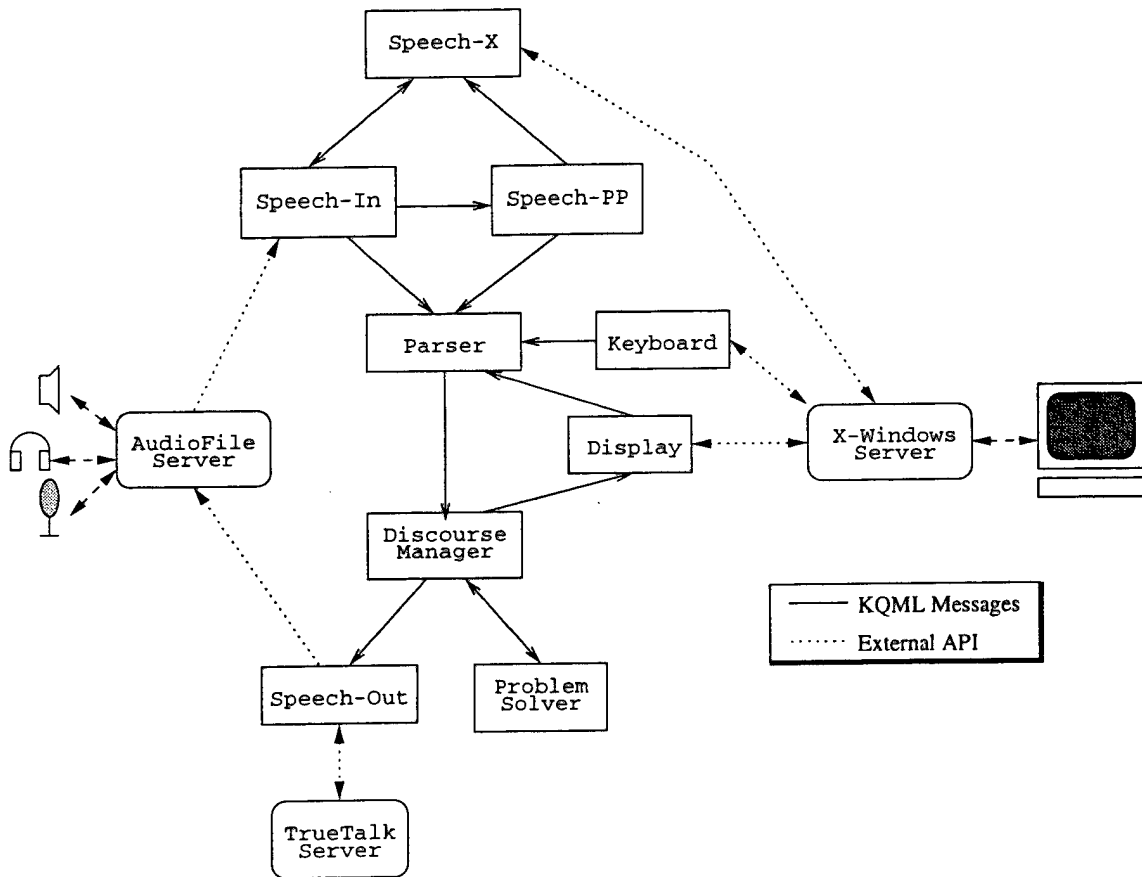 Speech-X
Speech-In
Speech-PP
Parser
Keyboard
AudioFile
Server
Display
X-Windows
Server
Discourse
Manager
KQML Messages
External API
Speech-Out
Problem
Solver
TrueTalk
Server